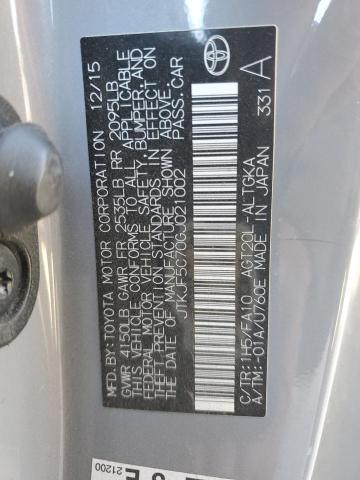 MFD.BY:TOYOTA MOTOR CORPORATION 12/15
GVWR 4150LB GAWR FR 2535LB RR 2095LB
THIS VEHICLE CONFORMS TO ALL APPLICABLE
FEDERAL MOTOR VEHICLE SAFETY, BUMPER, AND
THEFT PREVENTION STANDARDS IN EFFECT ON
THE DATE OF MANUFACTURE SHOWN ABOVE.
JTKJF5C70GJ021002 PASS.CAR
TOYOTA
C/TR:1H5/FA10 AGT20L-ALTGKA
A/TM:-01A/U760E MADE IN JAPAN 331 A
21200